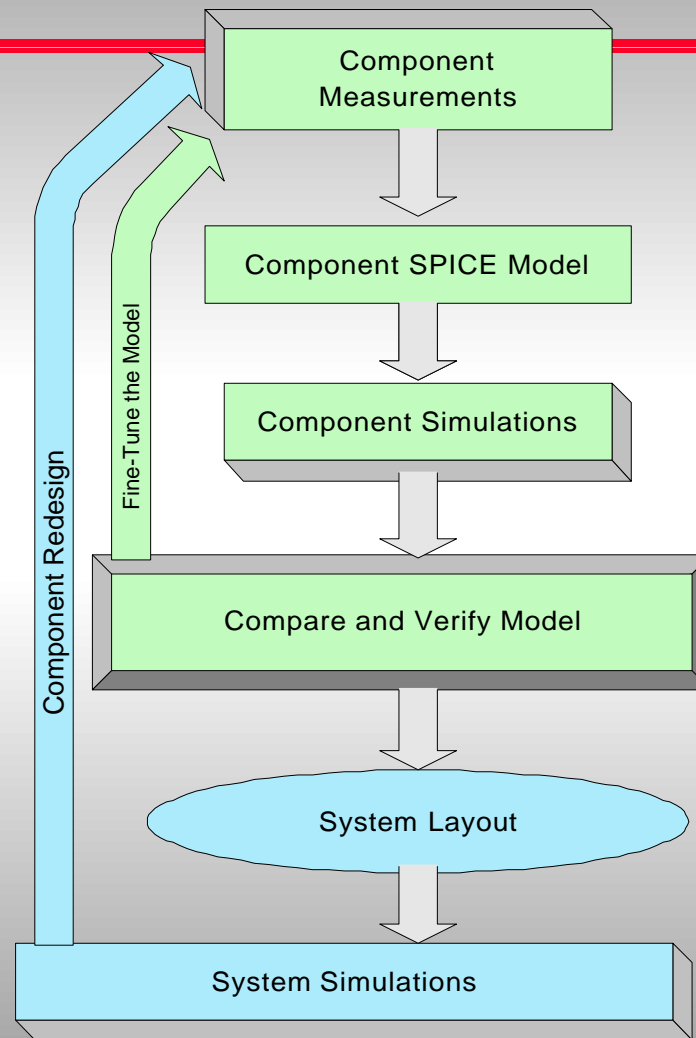 Component
Measurements
Component SPICE Model
Component Simulations
Compare and Verify Model
System Layout
System Simulations
Fine-Tune the Model
Component Redesign